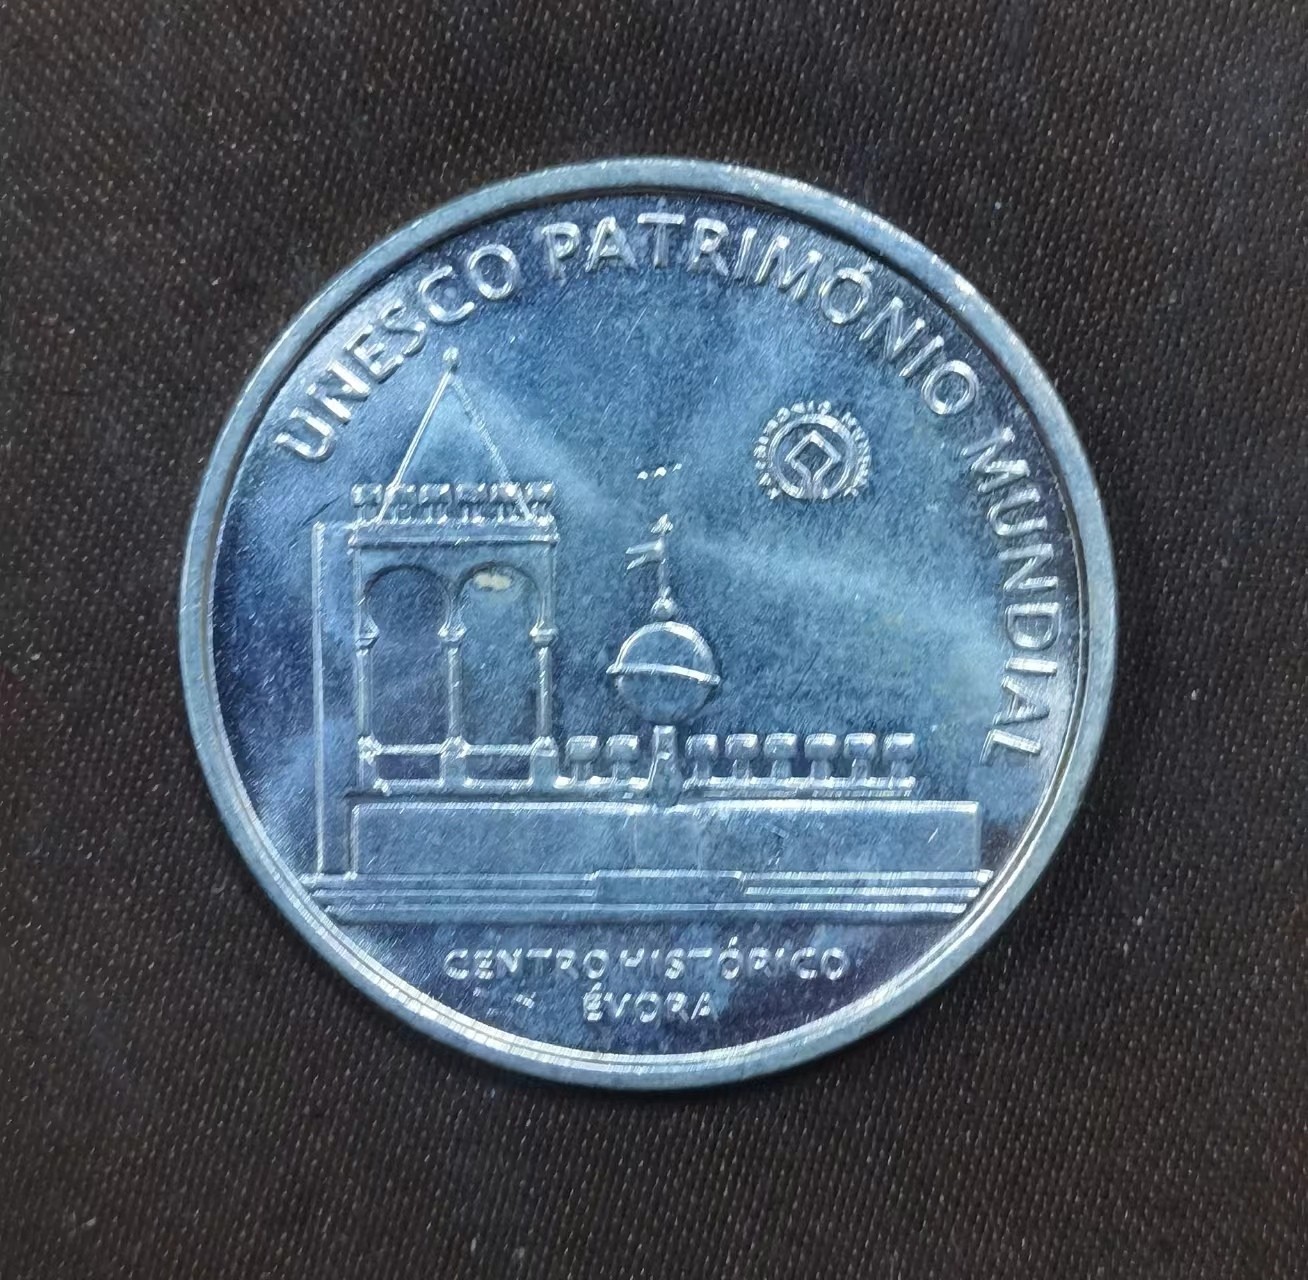 UNESCO PATRIMÓNIO MUNDIAL
CENTRO HISTÓRICO
ÉVORA